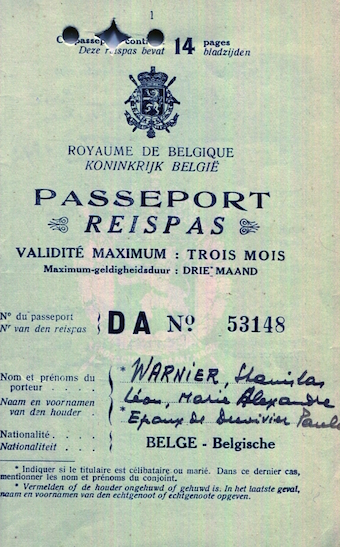 1
Ce passeport contient 14 pages
Deze reispas bevat bladzijden
ROYAUME DE BELGIQUE
KONINKRIJK BELGIË
PASSEPORT
REISPAS
VALIDITÉ MAXIMUM : TROIS MOIS
Maximum-geldigheidsduur : DRIE MAAND
N° du passeport
Nr van den reispas
DA N° 53148
Nom et prénoms du
porteur . . . .
Naam en voornamen
van den houder .
* WARNIER, Stanislas
Léon, Marie Alexandre
* Epoux de Duvivier Paule
Nationalité . . . .
Nationaliteit . . .
BELGE - Belgische
* Indiquer si le titulaire est célibataire ou marié. Dans ce dernier cas,
mentionner les nom et prénoms du conjoint.
* Vermelden of de houder ongehuwd of gehuwd is. In het laatste geval,
naam en voornamen van den echtgenoot of echtgenoote opgeven.